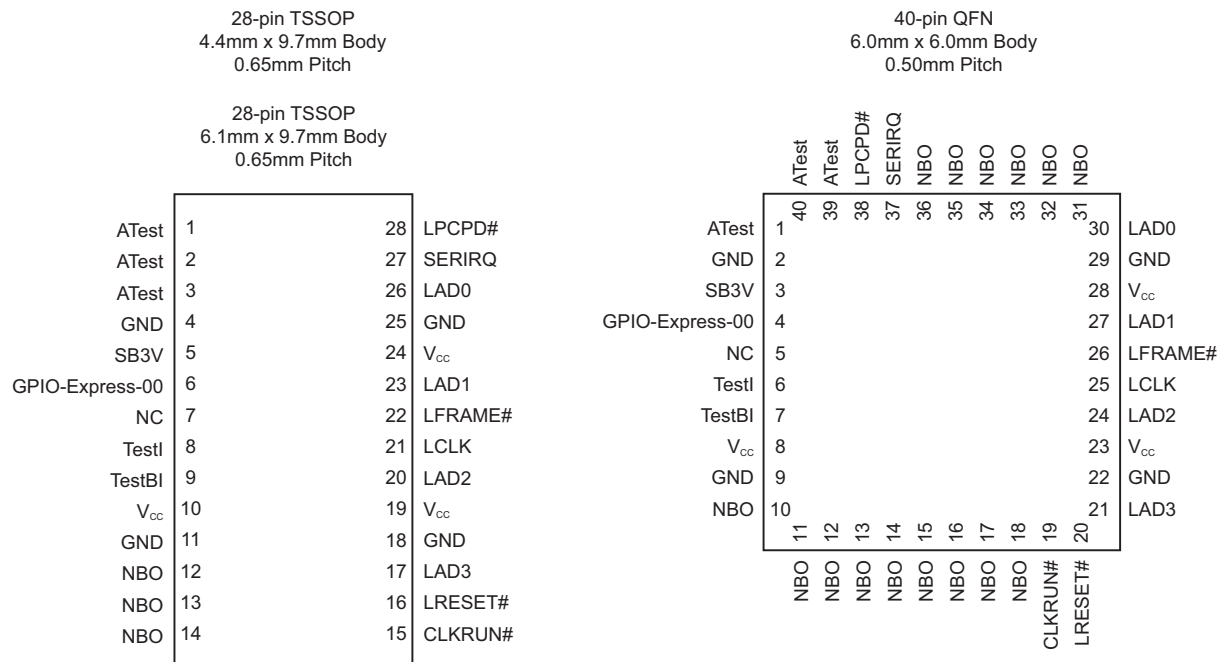 28-pin TSSOP
4.4mm x 9.7mm Body
0.65mm Pitch
28-pin TSSOP
6.1mm x 9.7mm Body
0.65mm Pitch
ATest 1 28 LPCPD#
ATest 2 27 SERIRQ
ATest 3 26 LAD0
GND 4 25 GND
SB3V 5 24 Vcc
GPIO-Express-00 6 23 LAD1
NC 7 22 LFRAME#
TestI 8 21 LCLK
TestBI 9 20 LAD2
Vcc 10 19 Vcc
GND 11 18 GND
NBO 12 17 LAD3
NBO 13 16 LRESET#
NBO 14 15 CLKRUN#
40-pin QFN
6.0mm x 6.0mm Body
0.50mm Pitch
ATest ATest LPCPD# SERIRQ NBO NBO NBO NBO NBO NBO
40 39 38 37 36 35 34 33 32 31
ATest 1 30 LAD0
GND 2 29 GND
SB3V 3 28 Vcc
GPIO-Express-00 4 27 LAD1
NC 5 26 LFRAME#
TestI 6 25 LCLK
TestBI 7 24 LAD2
Vcc 8 23 Vcc
GND 9 22 GND
NBO 10 21 LAD3
11 12 13 14 15 16 17 18 19 20
NBO NBO NBO NBO NBO NBO NBO NBO CLKRUN# LRESET#